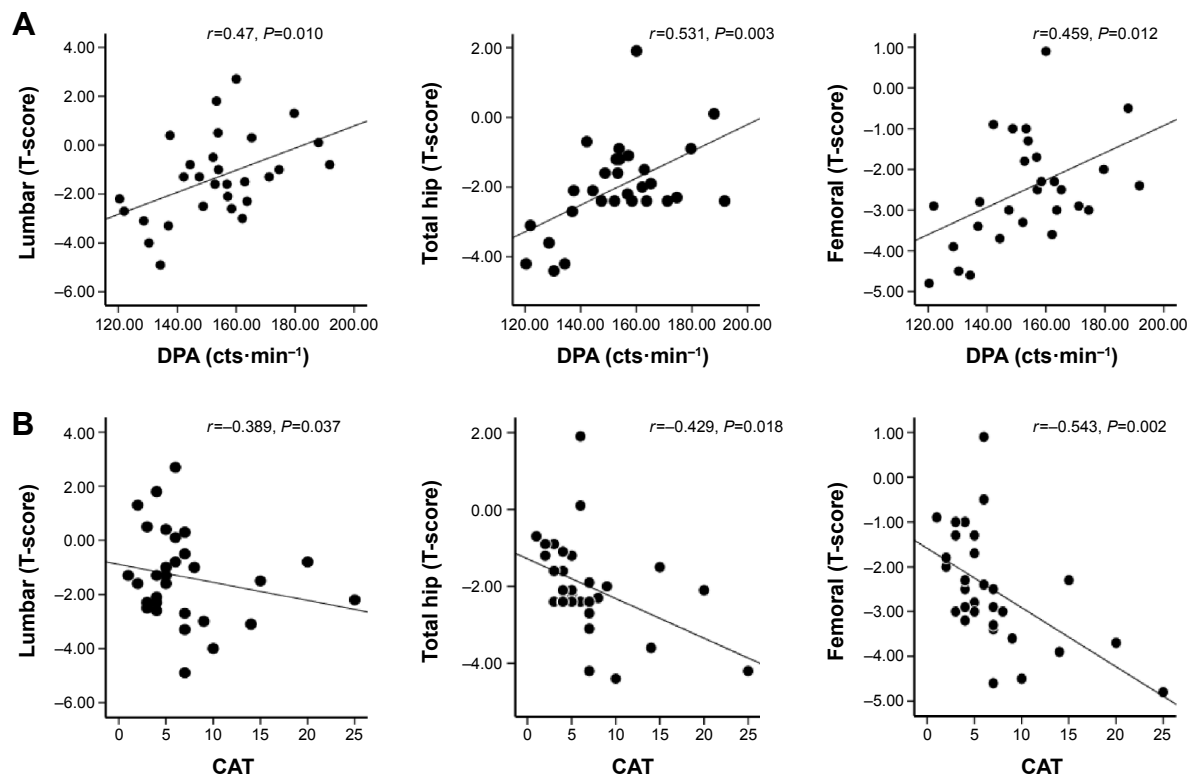 A
r=0.47, P=0.010
4.00
2.00
0.00
–2.00
–4.00
–6.00
Lumbar (T-score)
120.00 140.00 160.00 180.00 200.00
DPA (cts·min–1)
r=0.531, P=0.003
2.00
0.00
–2.00
–4.00
Total hip (T-score)
120.00 140.00 160.00 180.00 200.00
DPA (cts·min–1)
r=0.459, P=0.012
1.00
0.00
–1.00
–2.00
–3.00
–4.00
–5.00
Femoral (T-score)
120.00 140.00 160.00 180.00 200.00
DPA (cts·min–1)
B
r=–0.389, P=0.037
4.00
2.00
0.00
–2.00
–4.00
–6.00
Lumbar (T-score)
0 5 10 15 20 25
CAT
r=–0.429, P=0.018
2.00
0.00
–2.00
–4.00
Total hip (T-score)
0 5 10 15 20 25
CAT
r=–0.543, P=0.002
1.00
0.00
–1.00
–2.00
–3.00
–4.00
–5.00
Femoral (T-score)
0 5 10 15 20 25
CAT